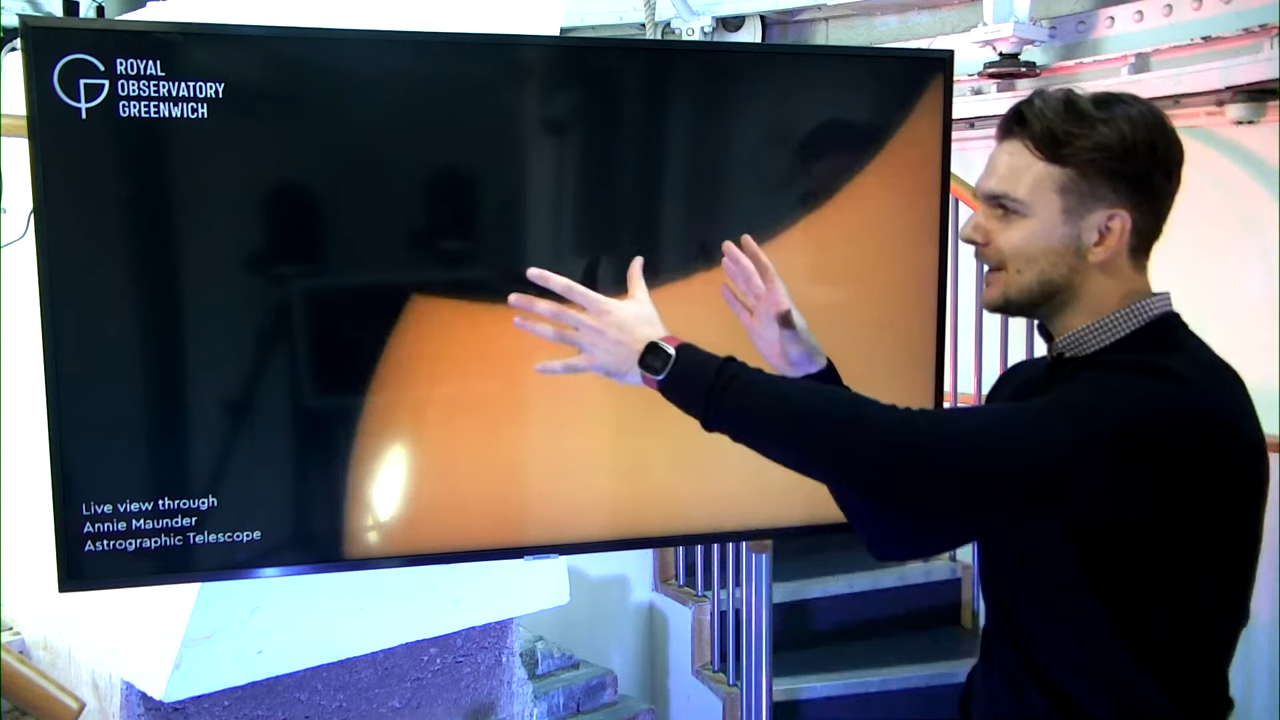 ROYAL
OBSERVATORY
GREENWICH
Live view through
Annie Maunder
Astrographic Telescope